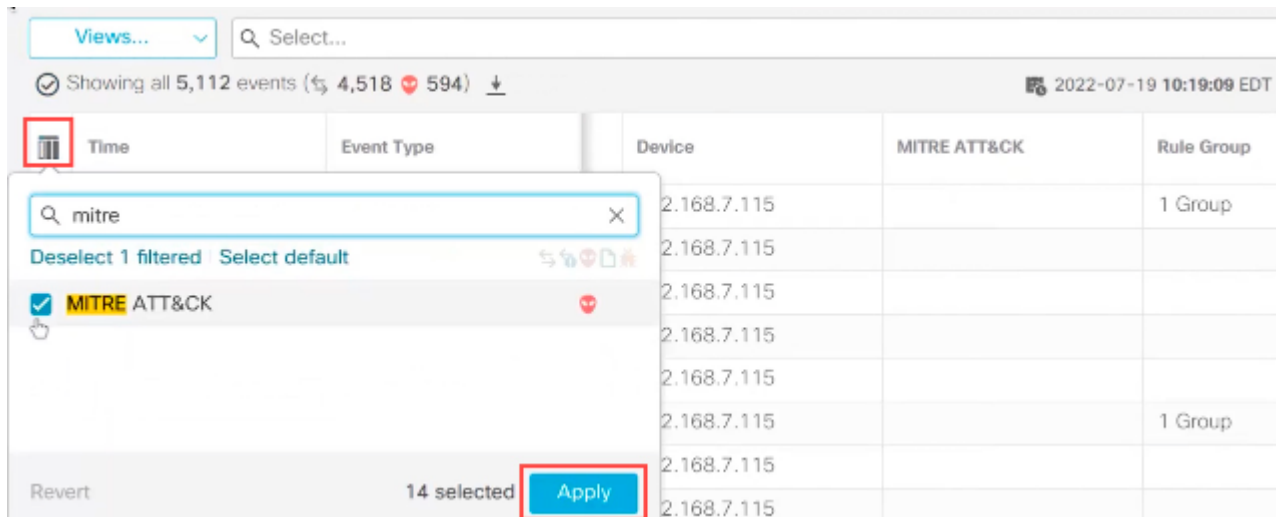 Views...
Select...
Showing all 5,112 events (4,518 594)
2022-07-19 10:19:09 EDT
Time Event Type Device MITRE ATT&CK Rule Group
mitre
Deselect 1 filtered Select default
MITRE ATT&CK
14 selected
Revert
Apply
2.168.7.115 1 Group
2.168.7.115
2.168.7.115
2.168.7.115
2.168.7.115
2.168.7.115 1 Group
2.168.7.115
2.168.7.115